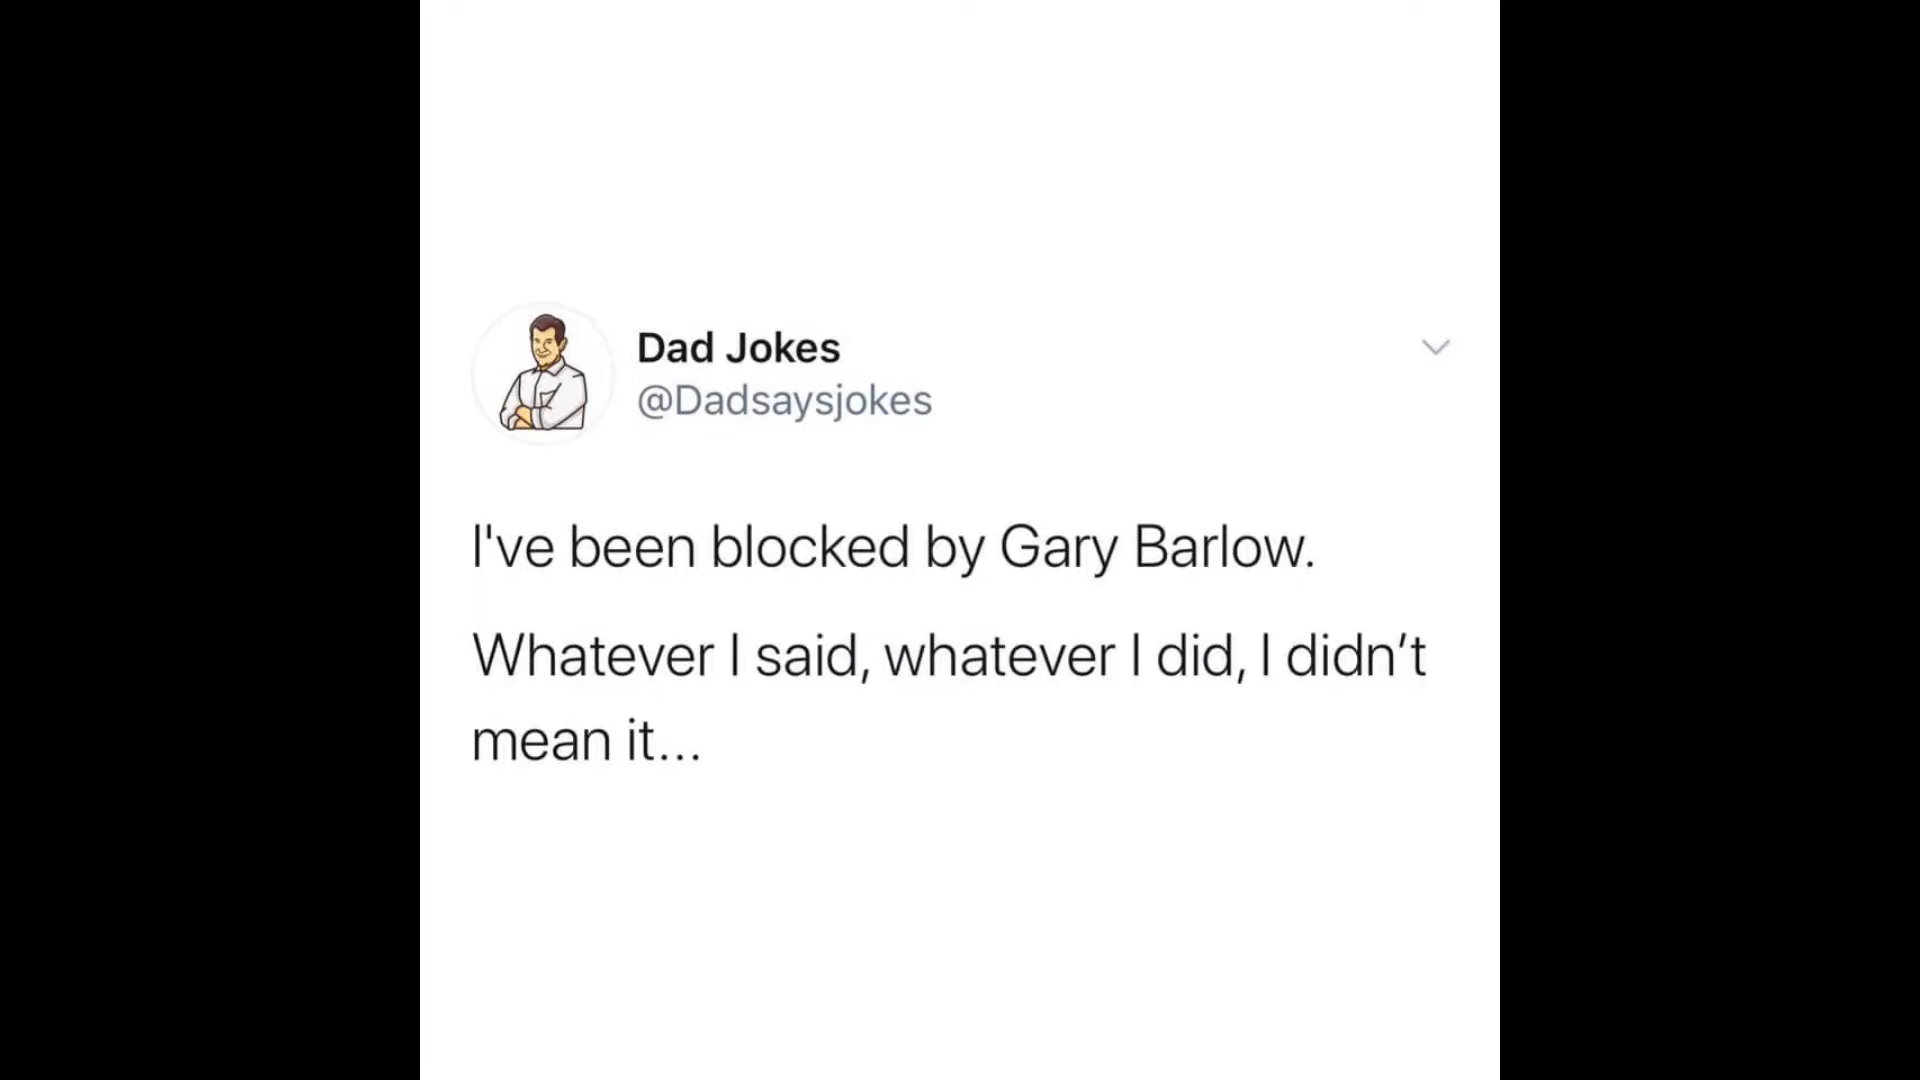 Dad Jokes
@Dadsaysjokes
I've been blocked by Gary Barlow.
Whatever I said, whatever I did, I didn’t
mean it...